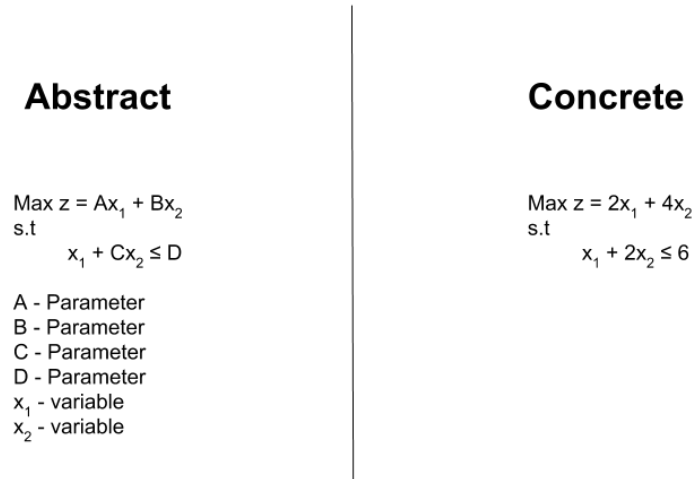 Abstract
Max z = Ax₁ + Bx₂
s.t
x₁ + Cx₂ ≤ D
A - Parameter
B - Parameter
C - Parameter
D - Parameter
x₁ - variable
x₂ - variable
Concrete
Max z = 2x₁ + 4x₂
s.t
x₁ + 2x₂ ≤ 6